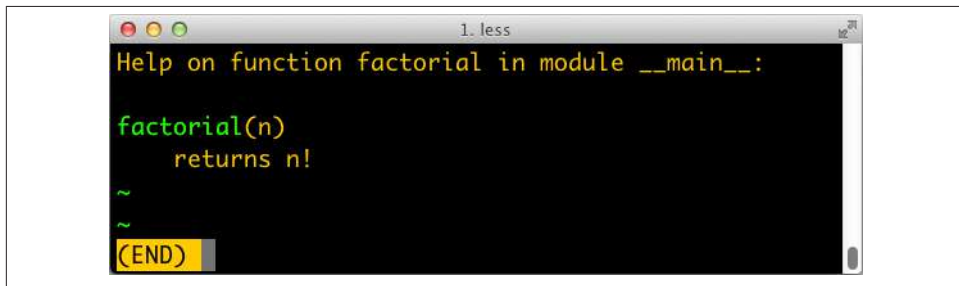 1. less
Help on function factorial in module __main__:
factorial(n)
    returns n!
~
~
(END)